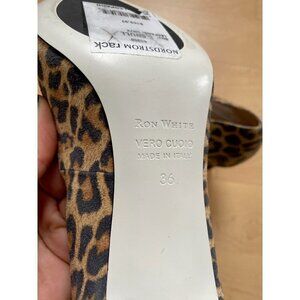 NORDSTROM rack
RON WHITE
VERO CUOIO
MADE IN ITALY
36